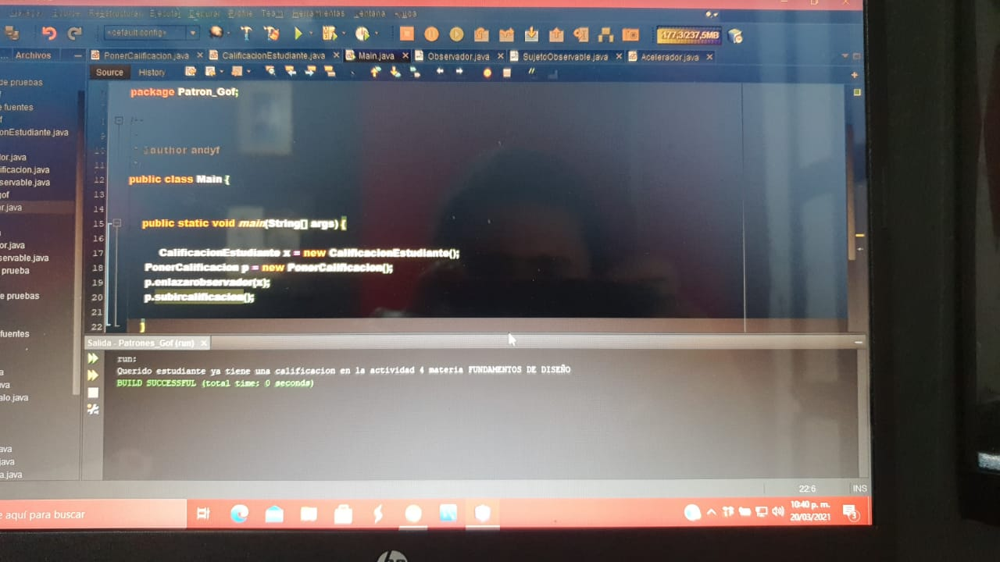 Refactorizar Ejecutar Depurar Profile Team Herramientas Ventana Ayuda
<default config>
177,3/237,5MB
Archivos
PonerCalificacion.java × CalificacionEstudiante.java × Main.java × Observador.java × SujetoObservable.java × Acelerador.java ×
Source History
de pruebas
fuentes
onEstudiante.java
dor.java
ificacion.java
servable.java
gof
r.java
or.java
servable.java
prueba
e pruebas
fuentes
a
va
alo.java
ava
java
a.java
package Patron_Gof;
/**
9
10 * @author andyf
11
12 public class Main {
13
14
15 public static void main(String[] args) {
16
17 CalificacionEstudiante x = new CalificacionEstudiante();
18 PonerCalificacion p = new PonerCalificacion();
19 p.enlazarobservador(x);
20 p.subircalificacion();
21
22 }
Salida - Patrones_Gof (run) ×
run:
Querido estudiante ya tiene una calificacion en la actividad 4 materia FUNDAMENTOS DE DISEÑO
BUILD SUCCESSFUL (total time: 0 seconds)
22:6 INS
e aquí para buscar
10:40 p. m.
20/03/2021
3
hp